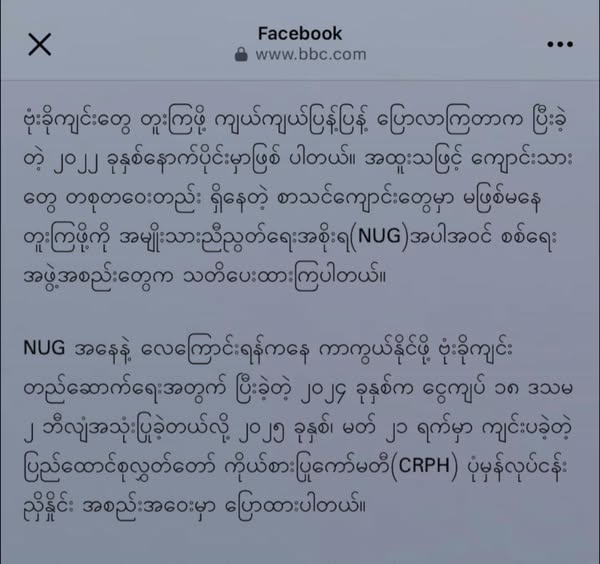 Facebook
www.bbc.com
ဗုံးခိုကျင်းတွေ တူးကြဖို့ ကျယ်ကျယ်ပြန့်ပြန့် ပြောလာကြတာက ပြီးခဲ့
တဲ့ ၂၀၂၂ ခုနှစ်နောက်ပိုင်းမှာဖြစ် ပါတယ်။ အထူးသဖြင့် ကျောင်းသား
တွေ တစုတဝေးတည်း ရှိနေတဲ့ စာသင်ကျောင်းတွေမှာ မဖြစ်မနေ
တူးကြဖို့ကို အမျိုးသားညီညွတ်ရေးအစိုးရ(NUG)အပါအဝင် စစ်ရေး
အဖွဲ့အစည်းတွေက သတိပေးထားကြပါတယ်။
NUG အနေနဲ့ လေကြောင်းရန်ကနေ ကာကွယ်နိုင်ဖို့ ဗုံးခိုကျင်း
တည်ဆောက်ရေးအတွက် ပြီးခဲ့တဲ့ ၂၀၂၄ ခုနှစ်က ငွေကျပ် ၁၈ ဒသမ
၂ ဘီလျံအသုံးပြုခဲ့တယ်လို့ ၂၀၂၅ ခုနှစ်၊ မတ် ၂၁ ရက်မှာ ကျင်းပခဲ့တဲ့
ပြည်ထောင်စုလွှတ်တော် ကိုယ်စားပြုကော်မတီ(CRPH) ပုံမှန်လုပ်ငန်း
ညှိနှိုင်း အစည်းအဝေးမှာ ပြောထားပါတယ်။